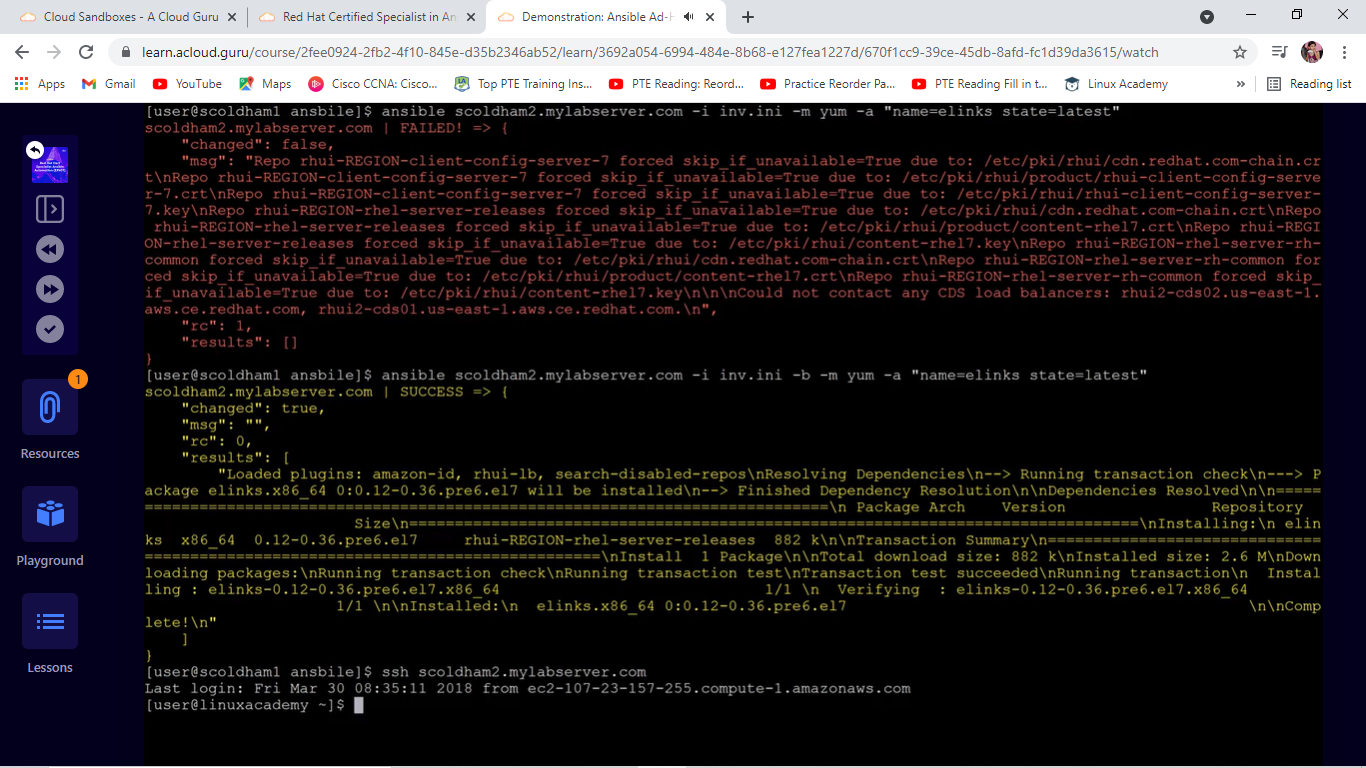 Cloud Sandboxes - A Cloud Guru
Red Hat Certified Specialist in An
Demonstration: Ansible Ad-H
learn.acloud.guru/course/2fee0924-2fb2-4f10-845e-d35b2346ab52/learn/3692a054-6994-484e-8b68-e127fea1227d/670f1cc9-39ce-45db-8afd-fc1d39da3615/watch
Apps Gmail YouTube Maps Cisco CCNA: Cisco... Top PTE Training Ins... PTE Reading: Reord... Practice Reorder Pa... PTE Reading Fill in t... Linux Academy » Reading list
[user@scoldham1 ansbile]$ ansible scoldham2.mylabserver.com -i inv.ini -m yum -a "name=elinks state=latest"
scoldham2.mylabserver.com | FAILED! => {
"changed": false,
"msg": "Repo rhui-REGION-client-config-server-7 forced skip_if_unavailable=True due to: /etc/pki/rhui/cdn.redhat.com-chain.cr
t\nRepo rhui-REGION-client-config-server-7 forced skip_if_unavailable=True due to: /etc/pki/rhui/product/rhui-client-config-serve
r-7.crt\nRepo rhui-REGION-client-config-server-7 forced skip_if_unavailable=True due to: /etc/pki/rhui/rhui-client-config-server-
7.key\nRepo rhui-REGION-rhel-server-releases forced skip_if_unavailable=True due to: /etc/pki/rhui/cdn.redhat.com-chain.crt\nRepo
rhui-REGION-rhel-server-releases forced skip_if_unavailable=True due to: /etc/pki/rhui/product/content-rhel7.crt\nRepo rhui-REGI
ON-rhel-server-releases forced skip_if_unavailable=True due to: /etc/pki/rhui/content-rhel7.key\nRepo rhui-REGION-rhel-server-rh-
common forced skip_if_unavailable=True due to: /etc/pki/rhui/cdn.redhat.com-chain.crt\nRepo rhui-REGION-rhel-server-rh-common for
ced skip_if_unavailable=True due to: /etc/pki/rhui/product/content-rhel7.crt\nRepo rhui-REGION-rhel-server-rh-common forced skip_
if_unavailable=True due to: /etc/pki/rhui/content-rhel7.key\n\n\nCould not contact any CDS load balancers: rhui2-cds02.us-east-1.
aws.ce.redhat.com, rhui2-cds01.us-east-1.aws.ce.redhat.com.\n",
"rc": 1,
"results": []
}
[user@scoldham1 ansbile]$ ansible scoldham2.mylabserver.com -i inv.ini -b -m yum -a "name=elinks state=latest"
scoldham2.mylabserver.com | SUCCESS => {
"changed": true,
"msg": "",
"rc": 0,
"results": [
"Loaded plugins: amazon-id, rhui-lb, search-disabled-repos\nResolving Dependencies\n--> Running transaction check\n---> P
ackage elinks.x86_64 0:0.12-0.36.pre6.el7 will be installed\n--> Finished Dependency Resolution\n\nDependencies Resolved\n\n=====
===========================================================================\n Package Arch Version Repository
Size\n================================================================================\nInstalling:\n elin
ks x86_64 0.12-0.36.pre6.el7 rhui-REGION-rhel-server-releases 882 k\n\nTransaction Summary\n==============================
==================================================\nInstall 1 Package\n\nTotal download size: 882 k\nInstalled size: 2.6 M\nDown
loading packages:\nRunning transaction check\nRunning transaction test\nTransaction test succeeded\nRunning transaction\n Instal
ling : elinks-0.12-0.36.pre6.el7.x86_64 1/1 \n Verifying : elinks-0.12-0.36.pre6.el7.x86_64
1/1 \n\nInstalled:\n elinks.x86_64 0:0.12-0.36.pre6.el7 \n\nComp
lete!\n"
]
}
[user@scoldham1 ansbile]$ ssh scoldham2.mylabserver.com
Last login: Fri Mar 30 08:35:11 2018 from ec2-107-23-157-255.compute-1.amazonaws.com
[user@linuxacademy ~]$
1
Resources
Playground
Lessons